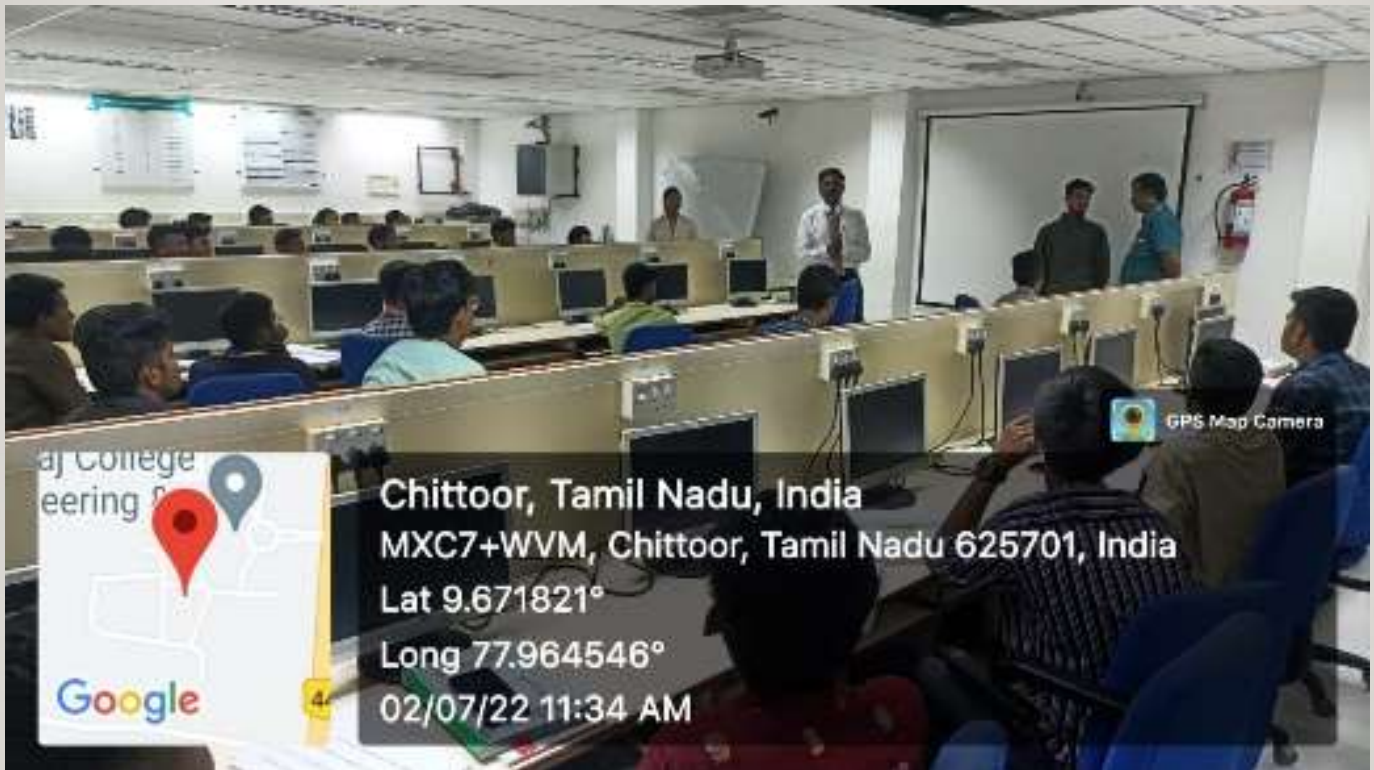 GPS Map Camera
aj College
eering &
Google
Chittoor, Tamil Nadu, India
MXC7+WVM, Chittoor, Tamil Nadu 625701, India
Lat 9.671821°
Long 77.964546°
02/07/22 11:34 AM